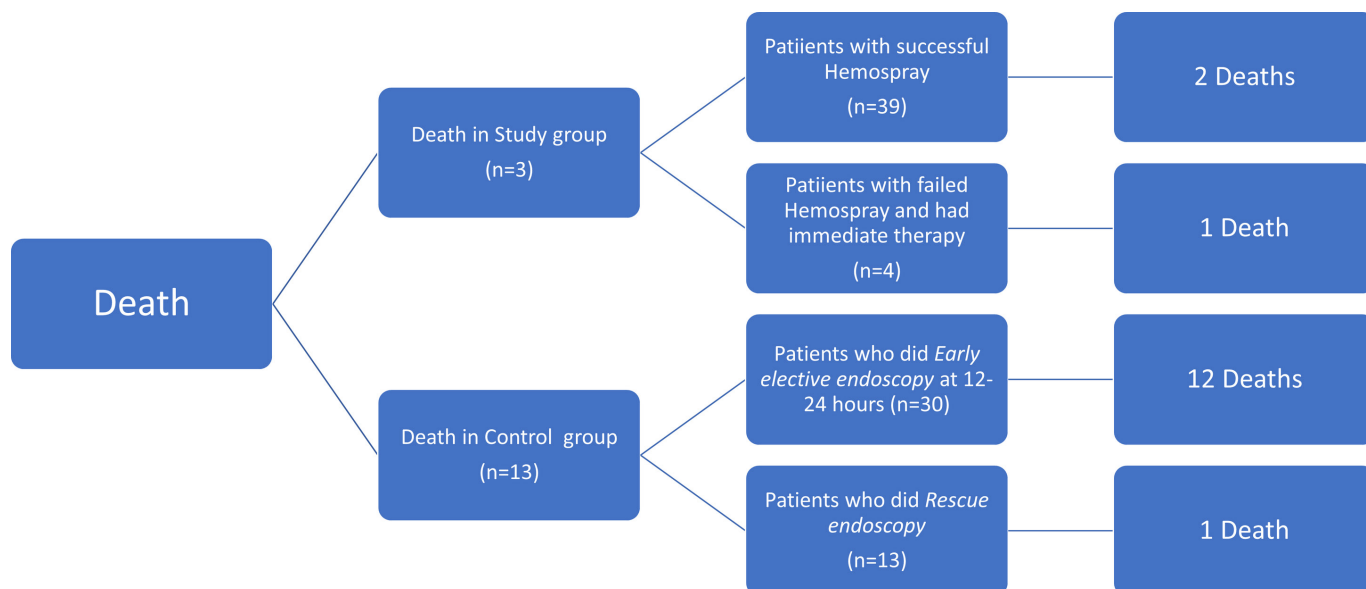 Death
Death in Study group
(n=3)
Patiients with successful
Hemospray
(n=39)
2 Deaths
Patiients with failed
Hemospray and had
immediate therapy
(n=4)
1 Death
Death in Control  group
(n=13)
Patients who did Early
elective endoscopy at 12-
24 hours (n=30)
12 Deaths
Patients who did Rescue
endoscopy
(n=13)
1 Death